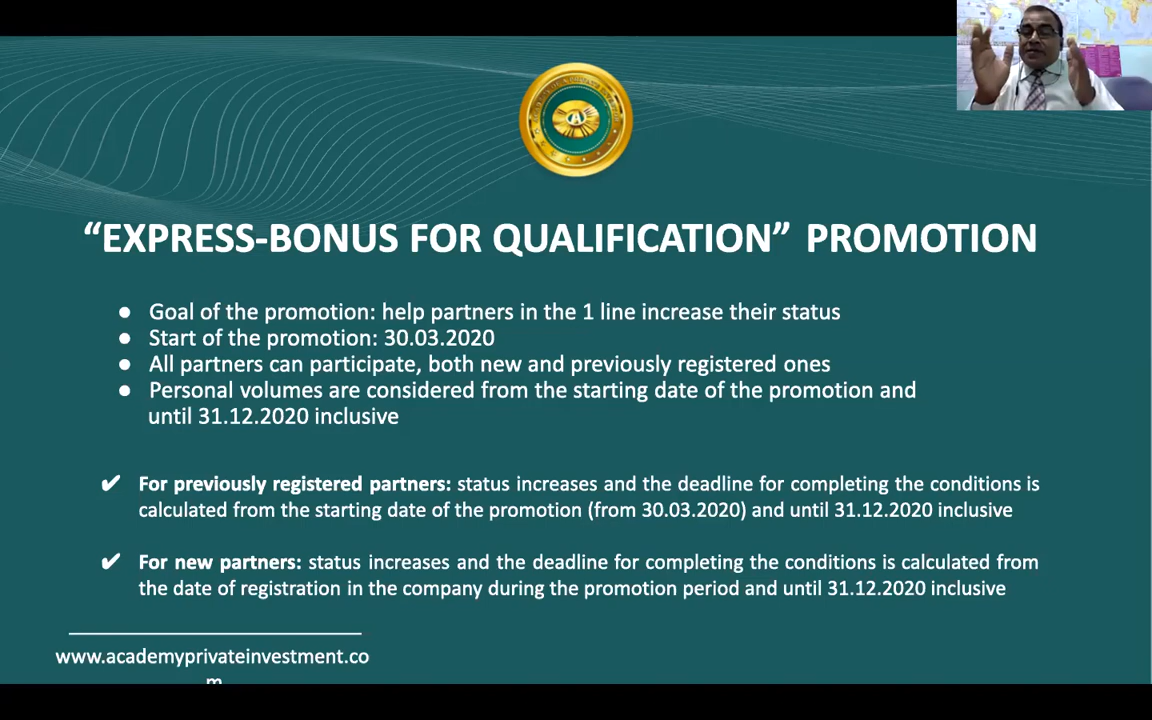 “EXPRESS-BONUS FOR QUALIFICATION” PROMOTION
● Goal of the promotion: help partners in the 1 line increase their status
● Start of the promotion: 30.03.2020
● All partners can participate, both new and previously registered ones
● Personal volumes are considered from the starting date of the promotion and
until 31.12.2020 inclusive
✔ For previously registered partners: status increases and the deadline for completing the conditions is
calculated from the starting date of the promotion (from 30.03.2020) and until 31.12.2020 inclusive
✔ For new partners: status increases and the deadline for completing the conditions is calculated from
the date of registration in the company during the promotion period and until 31.12.2020 inclusive
www.academyprivateinvestment.co
m